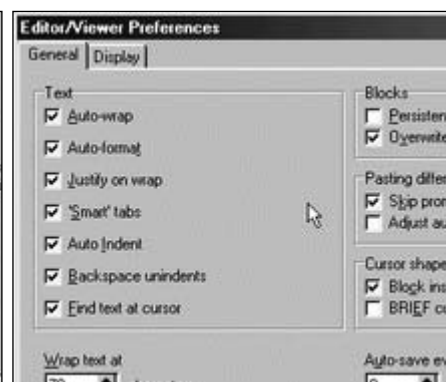 Editor/Viewer Preferences
General Display
Text
Auto-wrap
Auto-format
Justify on wrap
'Smart' tabs
Auto Indent
Backspace unindents
Find text at cursor
Wrap text at
Blocks
Persisten
Overwrite
Pasting differ
Skip pro
Adjust au
Cursor shape
Block ins
BRIEF cu
Auto-save ev